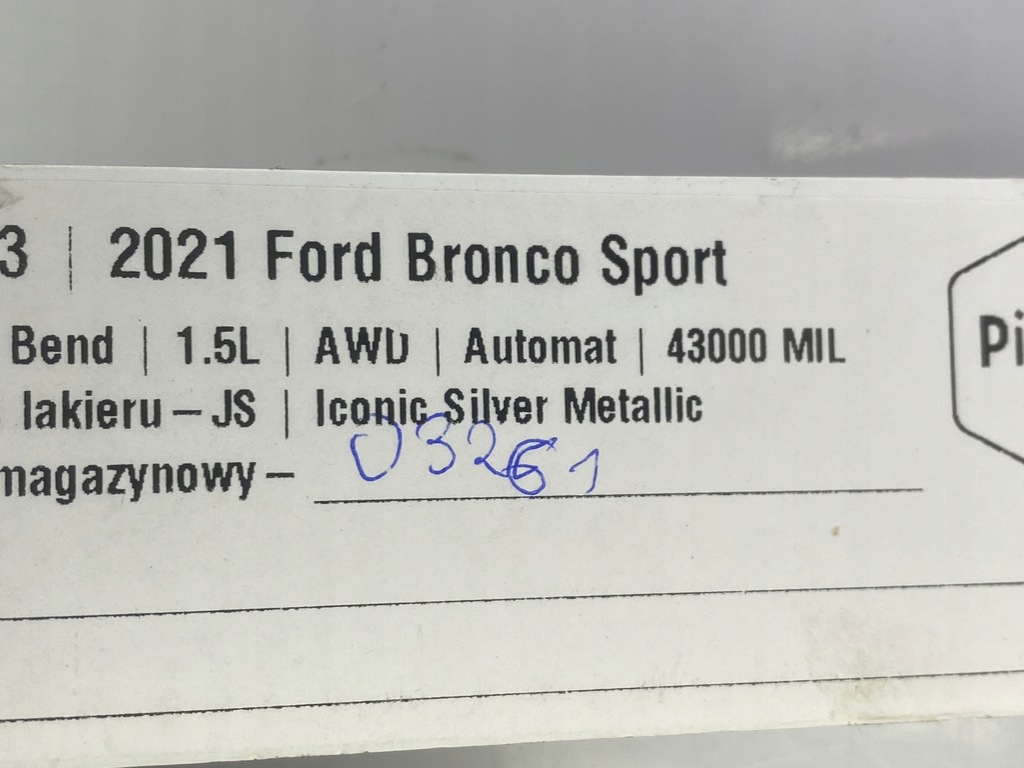 3 | 2021 Ford Bronco Sport
Bend | 1.5L | AWD | Automat | 43000 MIL
lakieru – JS | Iconic Silver Metallic
magazynowy – 03261
Pi